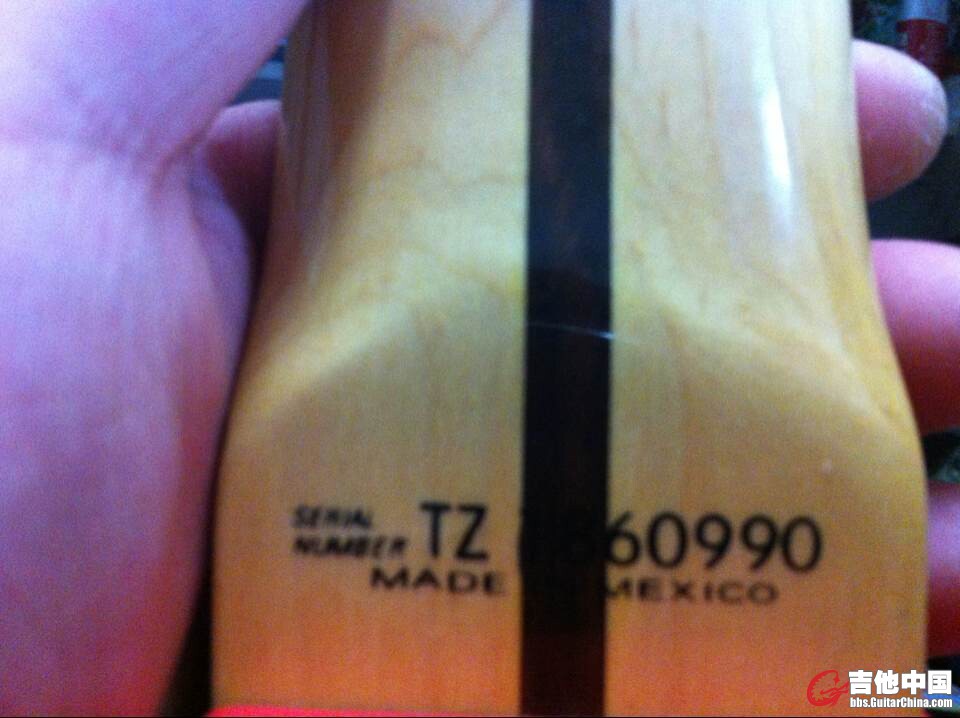 SERIAL
NUMBER TZ 60990
MADE MEXICO
吉他中国
bbs.GuitarChina.com